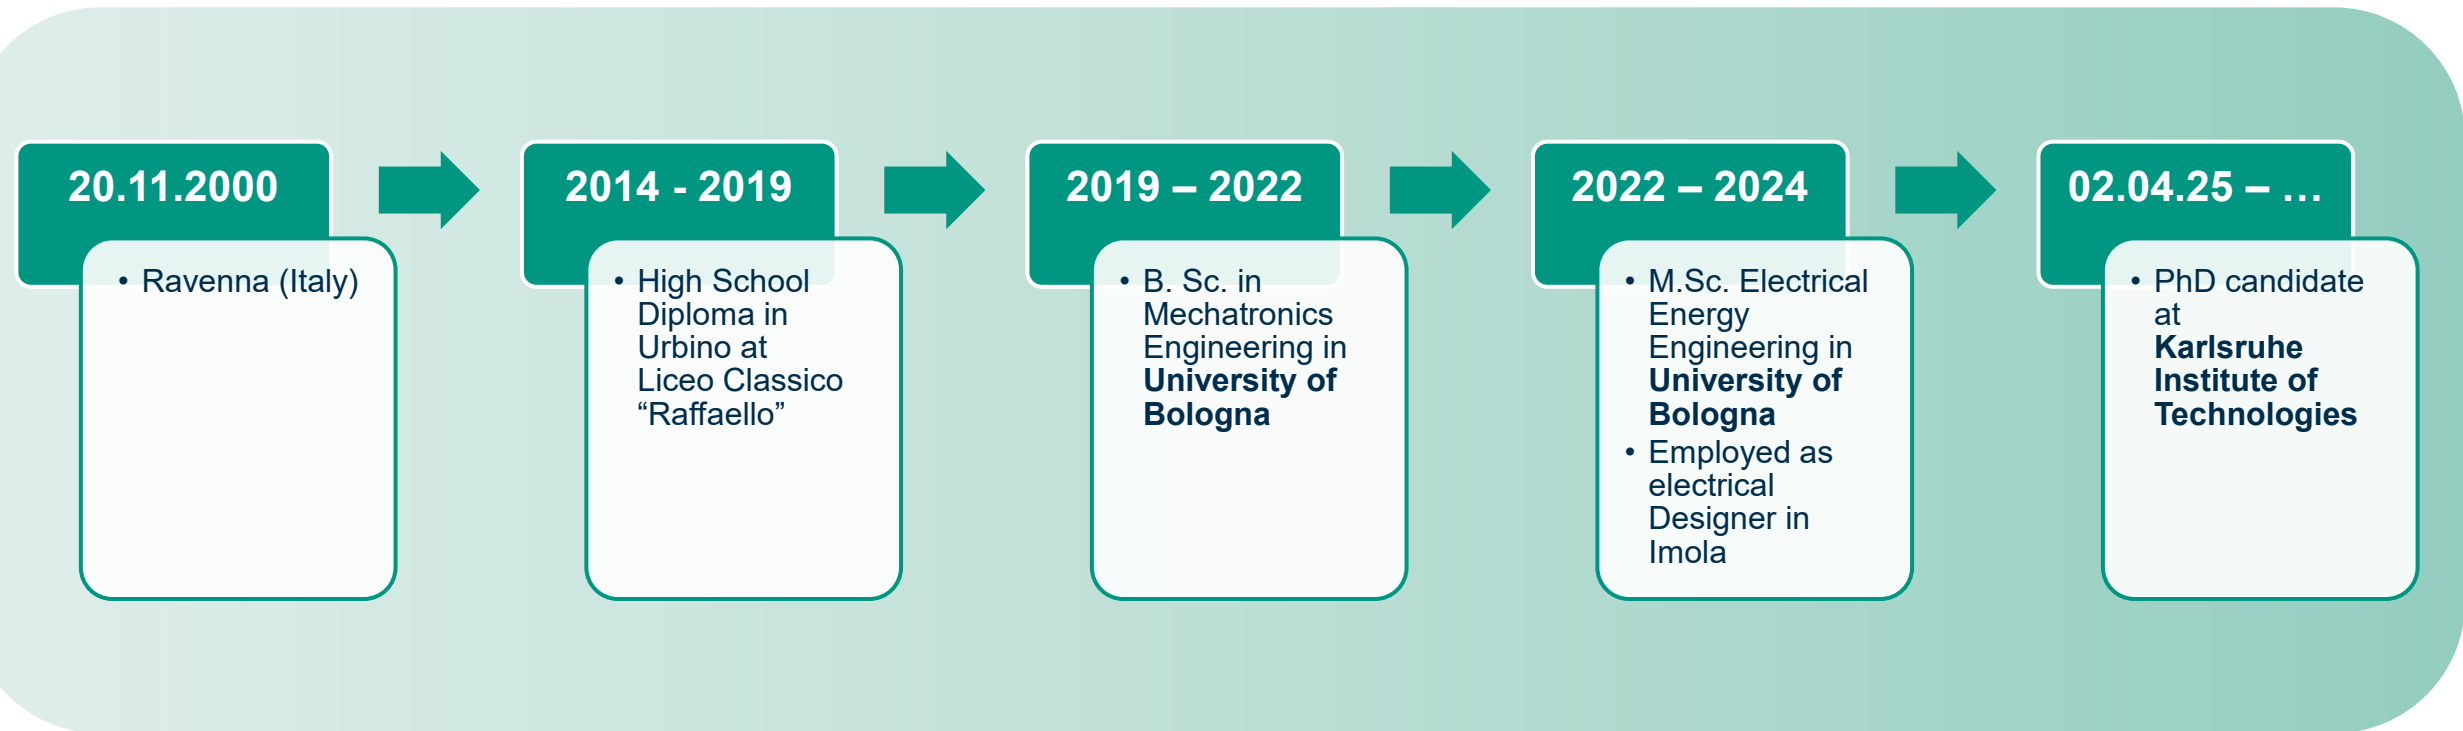 20.11.2000
• Ravenna (Italy)
2014 - 2019
• High School
Diploma in
Urbino at
Liceo Classico
“Raffaello”
2019 – 2022
• B. Sc. in
Mechatronics
Engineering in
University of
Bologna
2022 – 2024
• M.Sc. Electrical
Energy
Engineering in
University of
Bologna
• Employed as
electrical
Designer in
Imola
02.04.25 – …
• PhD candidate
at
Karlsruhe
Institute of
Technologies